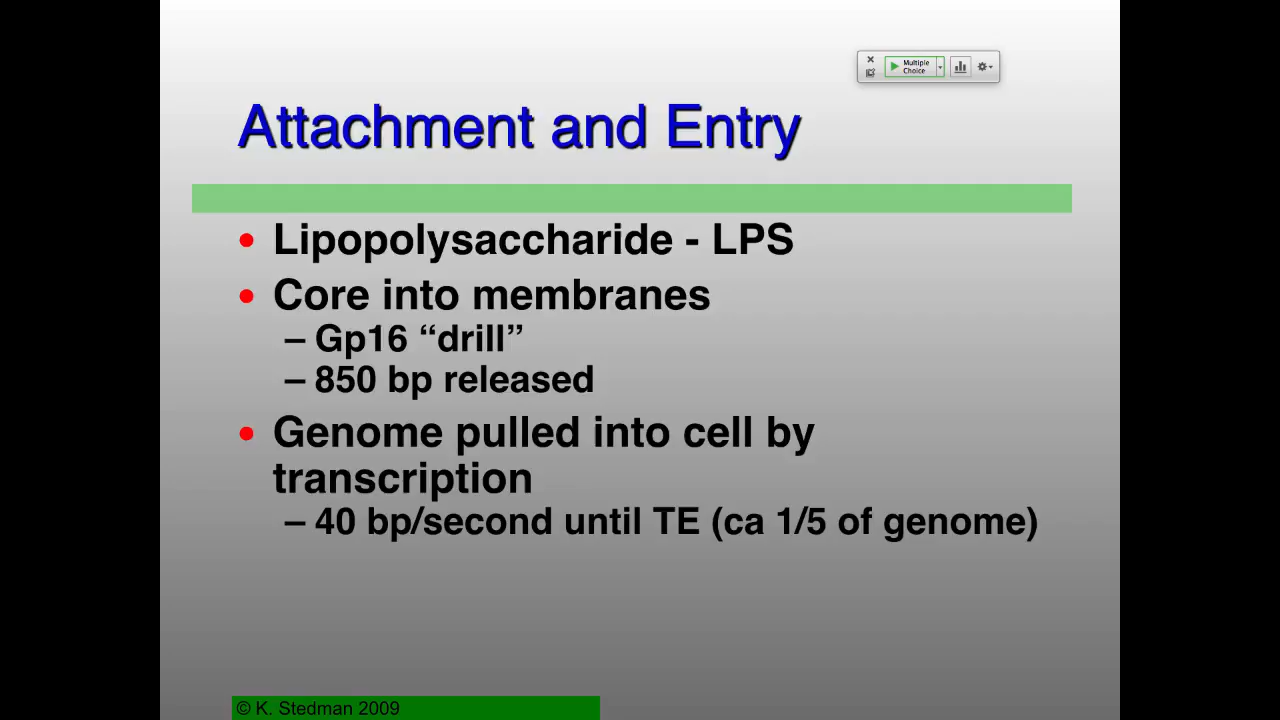 Multiple
Choice
Attachment and Entry
• Lipopolysaccharide - LPS
• Core into membranes
– Gp16 “drill”
– 850 bp released
• Genome pulled into cell by
transcription
– 40 bp/second until TE (ca 1/5 of genome)
© K. Stedman 2009